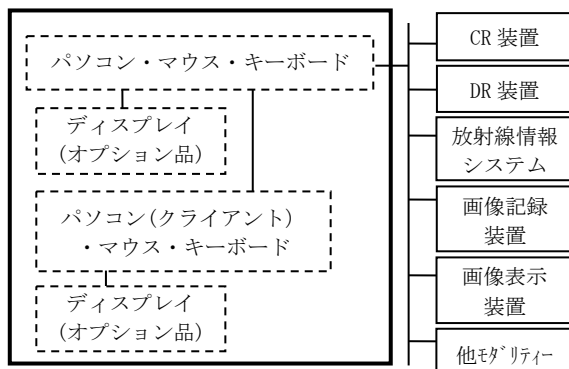 パソコン・マウス・キーボード
ディスプレイ
(オプション品)
パソコン(クライアント)
・マウス・キーボード
ディスプレイ
(オプション品)
CR 装置
DR 装置
放射線情報
システム
画像記録
装置
画像表示
装置
他ﾓﾀﾞﾘﾃｨー